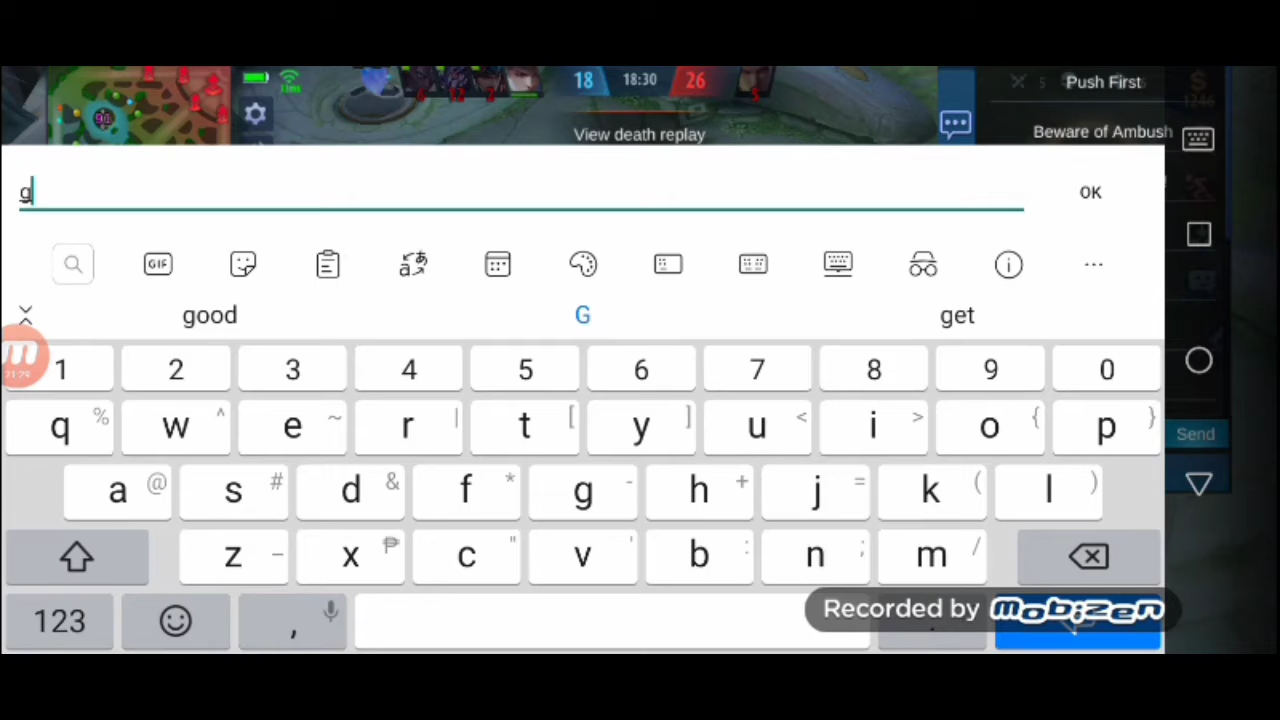 18 18:30 26
View death replay
Push First
Beware of Ambush
g
OK
GIF
good G get
1 2 3 4 5 6 7 8 9 0
q % w ^ e ~ r | t [ y ] u < i > o { p }
a @ s # d & f * g - h + j = k ( l )
z _ x ₱ c " v ' b : n ; m /
123 , .
Send
Recorded by mobizen